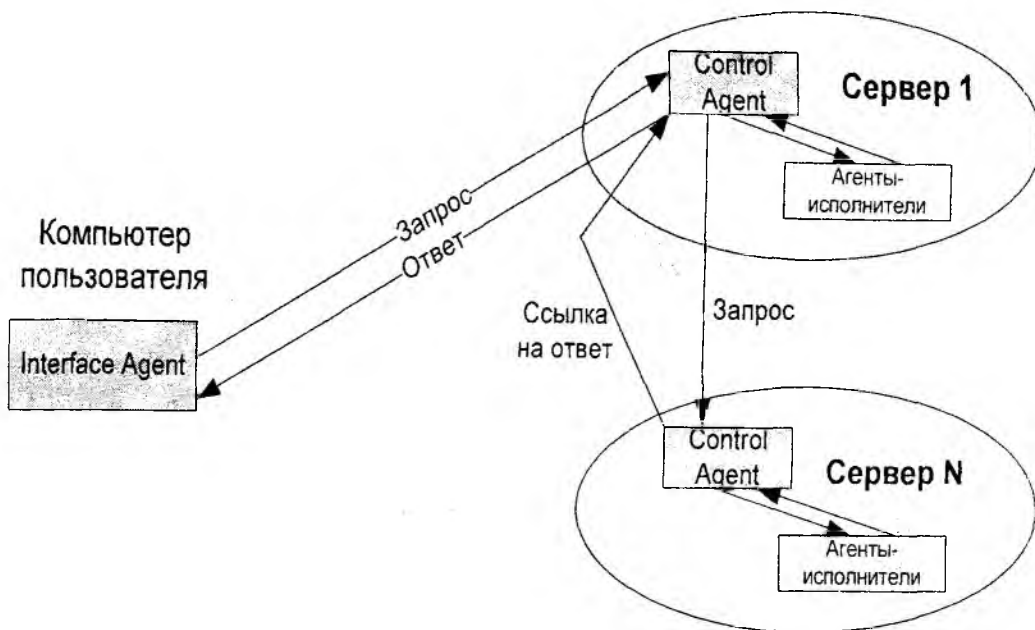 Control
Agent
Сервер 1
Агенты-
исполнители
Запрос
Ответ
Компьютер
пользователя
Interface Agent
Ссылка
на ответ
Запрос
Control
Agent
Сервер N
Агенты-
исполнители